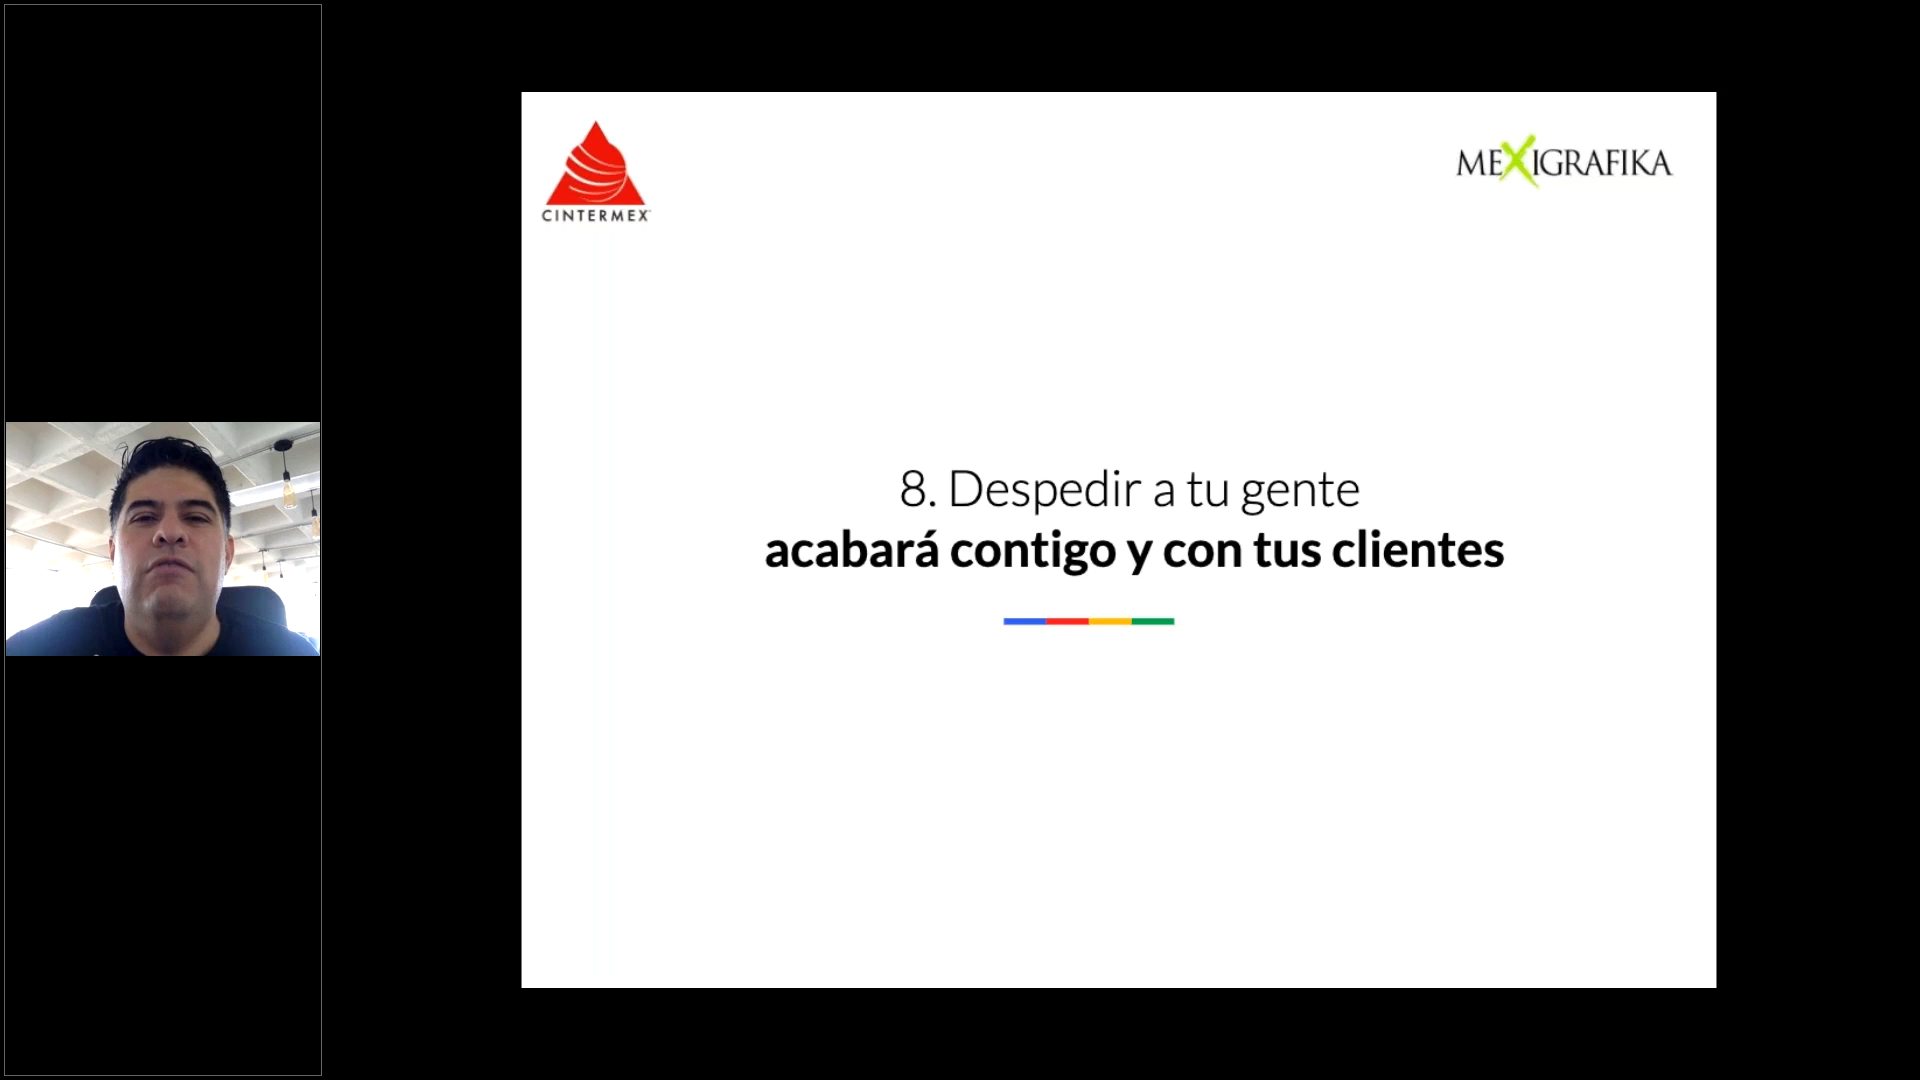 CINTERMEX
MEXIGRAFIKA
8. Despedir a tu gente
acabará contigo y con tus clientes